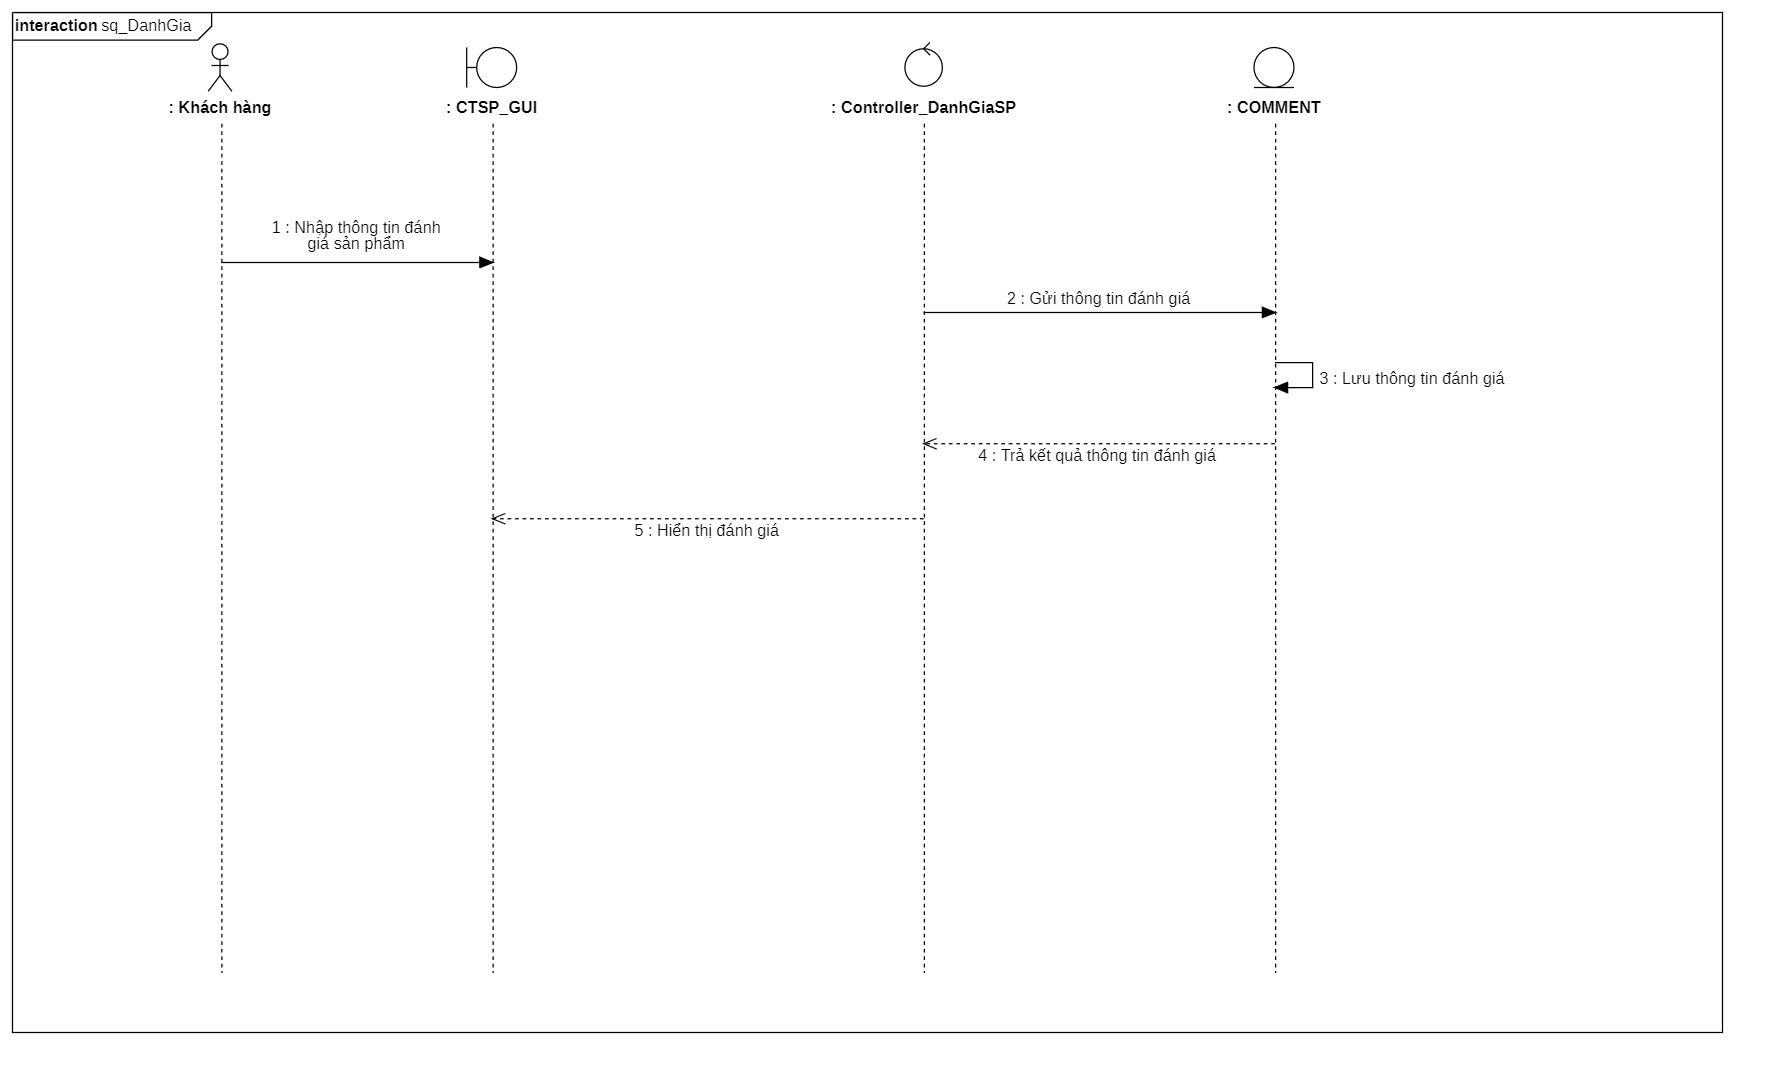 interaction sq_DanhGia
: Khách hàng
: CTSP_GUI
: Controller_DanhGiaSP
: COMMENT
1 : Nhập thông tin đánh
giá sản phẩm
2 : Gửi thông tin đánh giá
3 : Lưu thông tin đánh giá
4 : Trả kết quả thông tin đánh giá
5 : Hiển thị đánh giá